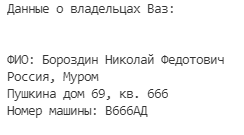 Данные о владельцах Ваз:
ФИО: Бороздин Николай Федотович
Россия, Муром
Пушкина дом 69, кв. 666
Номер машины: В666АД